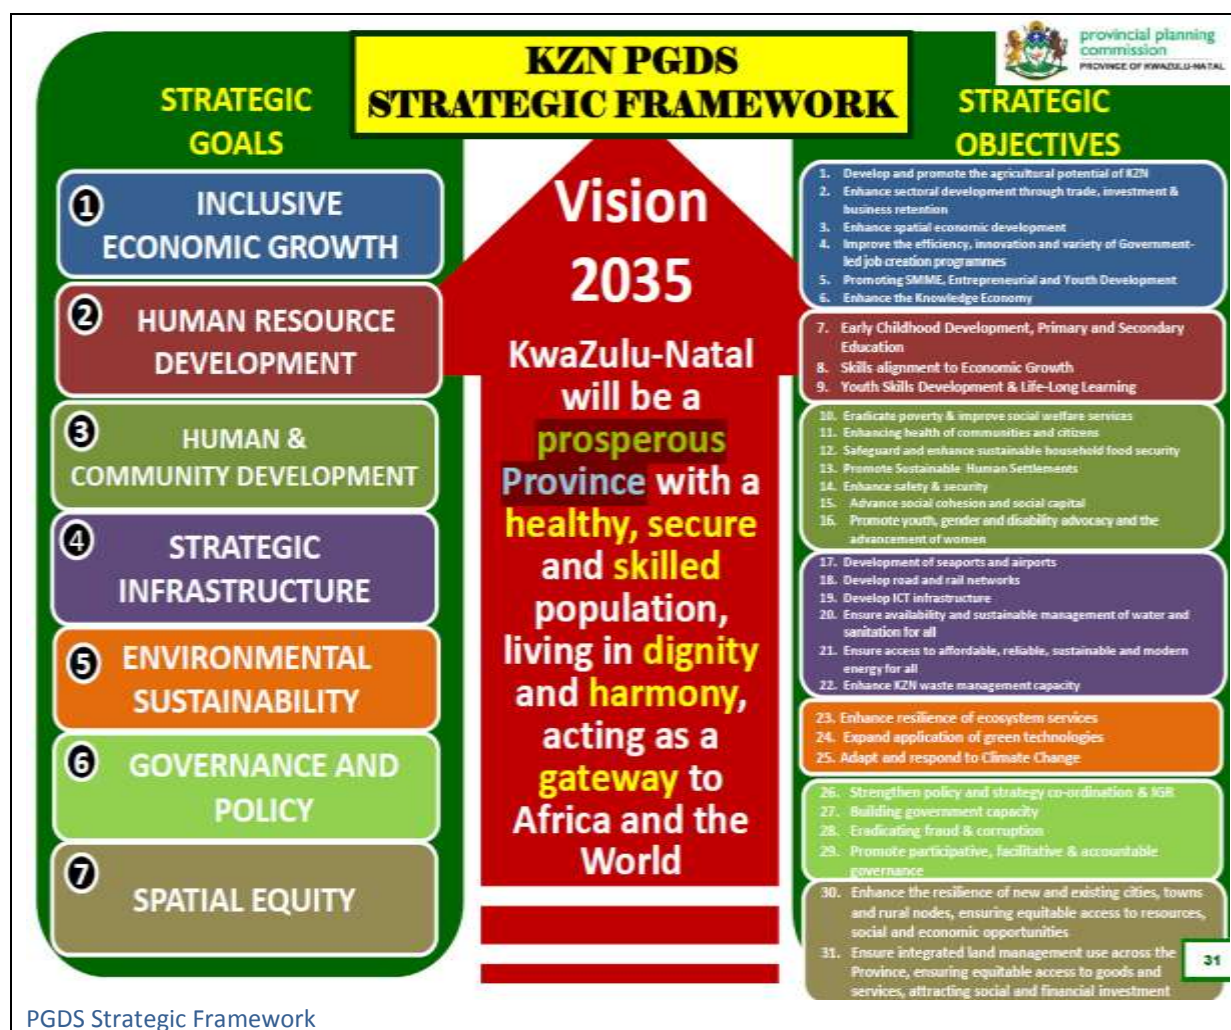 KZN PGDS
STRATEGIC FRAMEWORK
provincial planning
commission
PROVINCE OF KWAZULU-NATAL
STRATEGIC
GOALS
1 INCLUSIVE
ECONOMIC GROWTH
2 HUMAN RESOURCE
DEVELOPMENT
3 HUMAN &
COMMUNITY DEVELOPMENT
4 STRATEGIC
INFRASTRUCTURE
5 ENVIRONMENTAL
SUSTAINABILITY
6 GOVERNANCE AND
POLICY
7 SPATIAL EQUITY
Vision
2035
KwaZulu-Natal
will be a
prosperous
Province with a
healthy, secure
and skilled
population,
living in dignity
and harmony,
acting as a
gateway to
Africa and the
World
STRATEGIC
OBJECTIVES
1. Develop and promote the agricultural potential of KZN
2. Enhance sectoral development through trade, investment &
business retention
3. Enhance spatial economic development
4. Improve the efficiency, innovation and variety of Government-
led job creation programmes
5. Promoting SMME, Entrepreneurial and Youth Development
6. Enhance the Knowledge Economy
7. Early Childhood Development, Primary and Secondary
Education
8. Skills alignment to Economic Growth
9. Youth Skills Development & Life-Long Learning
10. Eradicate poverty & improve social welfare services
11. Enhancing health of communities and citizens
12. Safeguard and enhance sustainable household food security
13. Promote Sustainable Human Settlements
14. Enhance safety & security
15. Advance social cohesion and social capital
16. Promote youth, gender and disability advocacy and the
advancement of women
17. Development of seaports and airports
18. Develop road and rail networks
19. Develop ICT infrastructure
20. Ensure availability and sustainable management of water and
sanitation for all
21. Ensure access to affordable, reliable, sustainable and modern
energy for all
22. Enhance KZN waste management capacity
23. Enhance resilience of ecosystem services
24. Expand application of green technologies
25. Adapt and respond to Climate Change
26. Strengthen policy and strategy co-ordination & IGR
27. Building government capacity
28. Eradicating fraud & corruption
29. Promote participative, facilitative & accountable
governance
30. Enhance the resilience of new and existing cities, towns
and rural nodes, ensuring equitable access to resources,
social and economic opportunities
31. Ensure integrated land management use across the
Province, ensuring equitable access to goods and
services, attracting social and financial investment
31
PGDS Strategic Framework